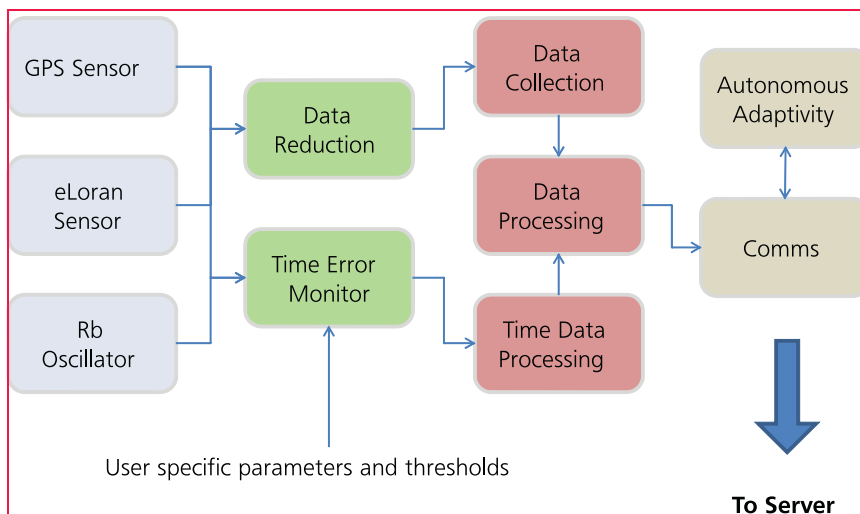 GPS Sensor
eLoran
Sensor
Rb
Oscillator
Data
Reduction
Time Error
Monitor
Data
Collection
Data
Processing
Time Data
Processing
Autonomous
Adaptivity
Comms
User specific parameters and thresholds
To Server